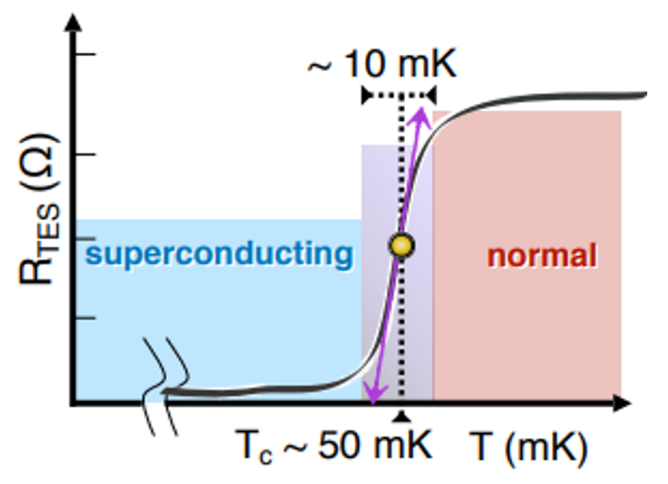 ~ 10 mK
R_TES (Ω)
superconducting
normal
T_c ~ 50 mK
T (mK)